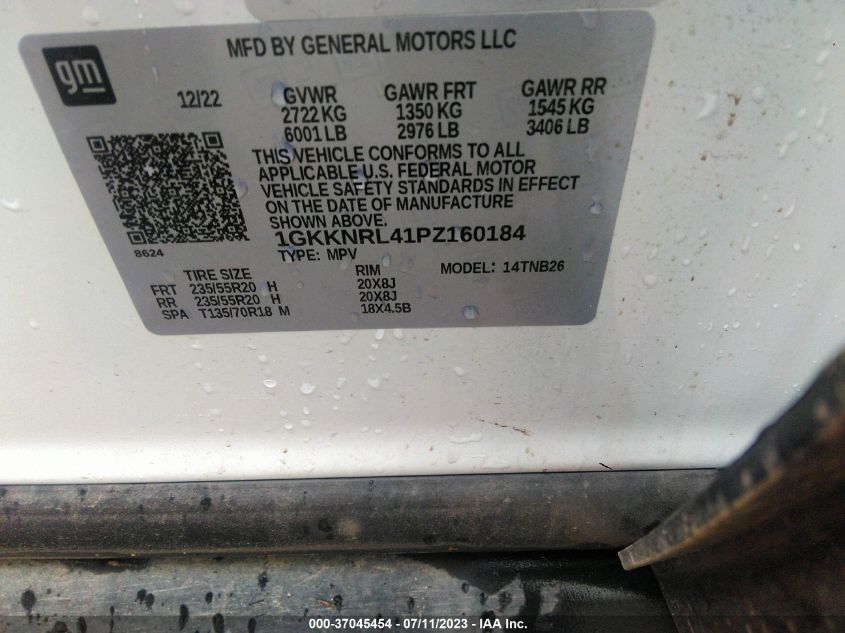 MFD BY GENERAL MOTORS LLC
gm
12/22 GVWR GAWR FRT GAWR RR
2722 KG 1350 KG 1545 KG
6001 LB 2976 LB 3406 LB
THIS VEHICLE CONFORMS TO ALL
APPLICABLE U.S. FEDERAL MOTOR
VEHICLE SAFETY STANDARDS IN EFFECT
ON THE DATE OF MANUFACTURE
SHOWN ABOVE.
1GKKNRL41PZ160184
8624
TYPE: MPV MODEL: 14TNB26
TIRE SIZE RIM
FRT 235/55R20 H 20X8J
RR 235/55R20 H 20X8J
SPA T135/70R18 M 18X4.5B
000-37045454 - 07/11/2023 - IAA Inc.